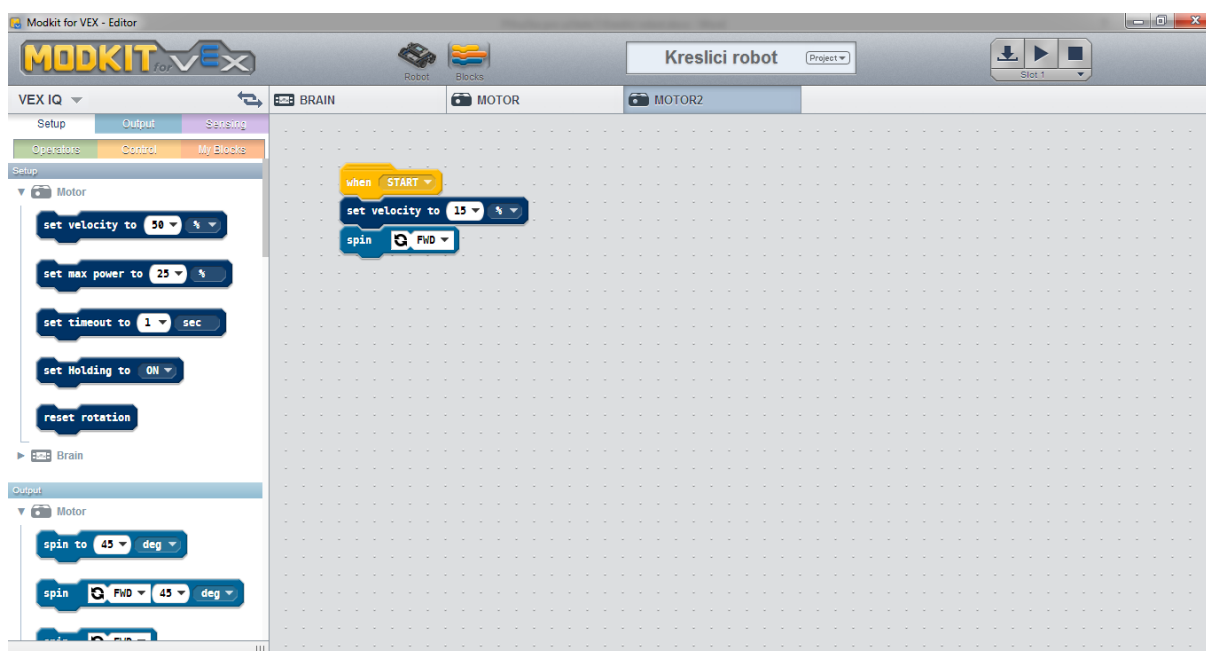 Modkit for VEX - Editor
MODKIT for VEX
Robot Blocks
Kreslici robot Project
Slot 1
VEX IQ
BRAIN MOTOR MOTOR2
Setup Output Sensing
Operators Control My Blocks
Setup
Motor
set velocity to 50 %
set max power to 25 %
set timeout to 1 sec
set Holding to ON
reset rotation
Brain
Output
Motor
spin to 45 deg
spin FWD 45 deg
spin FWD
when START
set velocity to 15 %
spin FWD